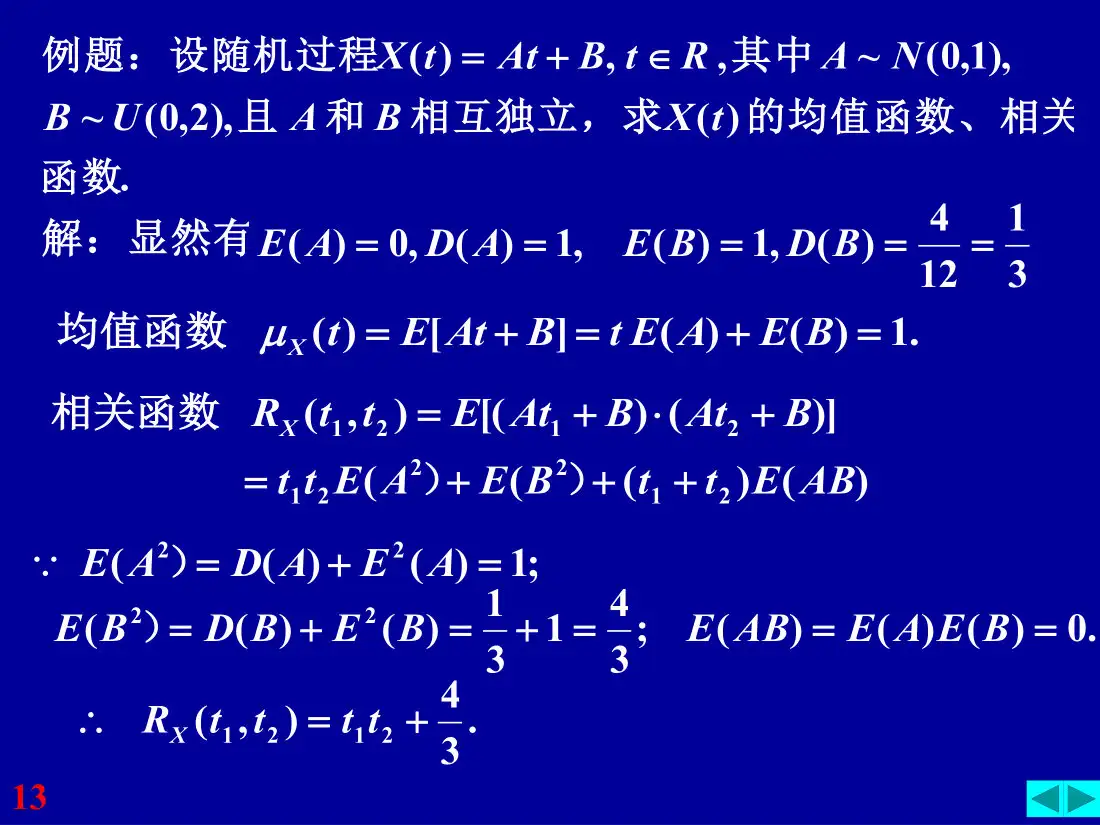 例题：设随机过程X(t) = At + B, t ∈ R ,其中 A ~ N(0,1),
B ~ U(0,2),且 A 和 B 相互独立，求X(t) 的均值函数、相关
函数.
解：显然有 E(A) = 0, D(A) = 1, E(B) = 1, D(B) = 4/12 = 1/3
均值函数 μ_X(t) = E[At + B] = t E(A) + E(B) = 1.
相关函数 R_X(t₁, t₂) = E[(At₁ + B)·(At₂ + B)]
= t₁t₂E(A²）+ E(B²）+ (t₁ + t₂)E(AB)
∵ E(A²）= D(A) + E²(A) = 1;
E(B²）= D(B) + E²(B) = 1/3 + 1 = 4/3; E(AB) = E(A)E(B) = 0.
∴ R_X(t₁, t₂) = t₁t₂ + 4/3.
13